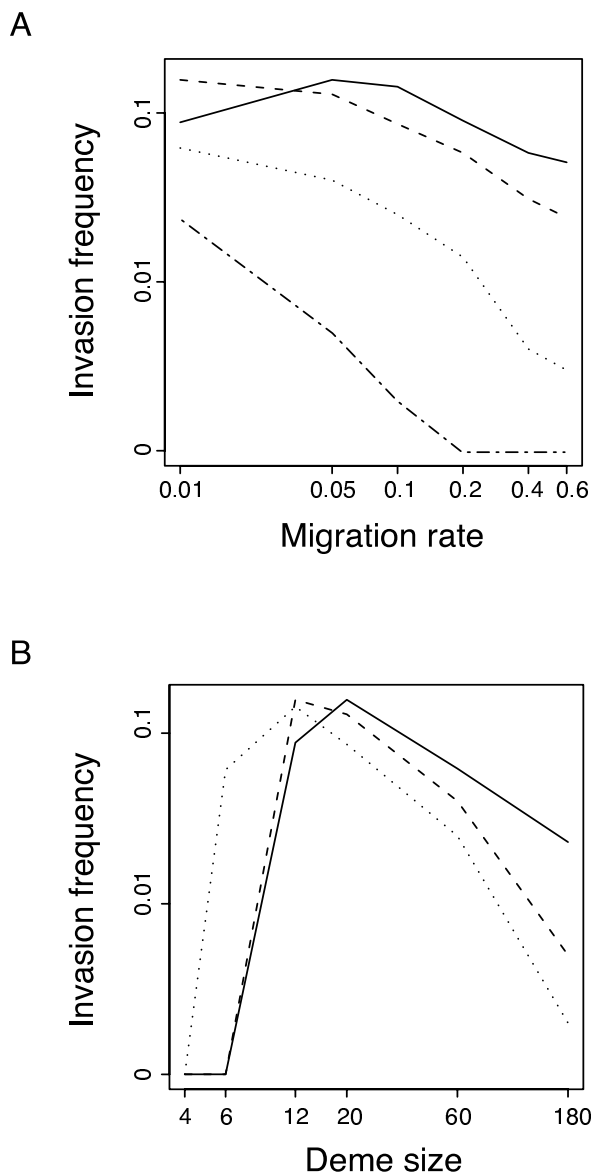 A
Invasion frequency
0.1
0.01
0
0.01 0.05 0.1 0.2 0.4 0.6
Migration rate
B
Invasion frequency
0.1
0.01
0
4 6 12 20 60 180
Deme size